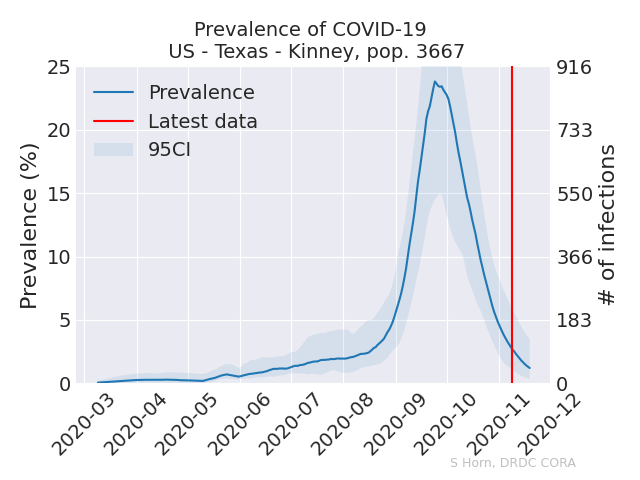 Prevalence of COVID-19
US - Texas - Kinney, pop. 3667
Prevalence
Latest data
95CI
Prevalence (%)
25
20
15
10
5
0
916
733
550
366
183
0
# of infections
2020-03
2020-04
2020-05
2020-06
2020-07
2020-08
2020-09
2020-10
2020-11
2020-12
S Horn, DRDC CORA